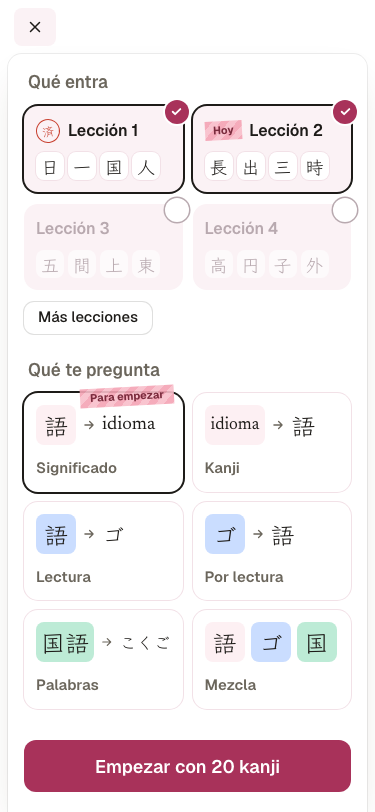 Qué entra
済 Lección 1
日 一 国 人
Hoy Lección 2
長 出 三 時
Lección 3
五 間 上 東
Lección 4
高 円 子 外
Más lecciones
Qué te pregunta
Para empezar
語 → idioma
Significado
idioma → 語
Kanji
語 → ゴ
Lectura
ゴ → 語
Por lectura
国語 → こくご
Palabras
語 ゴ 国
Mezcla
Empezar con 20 kanji